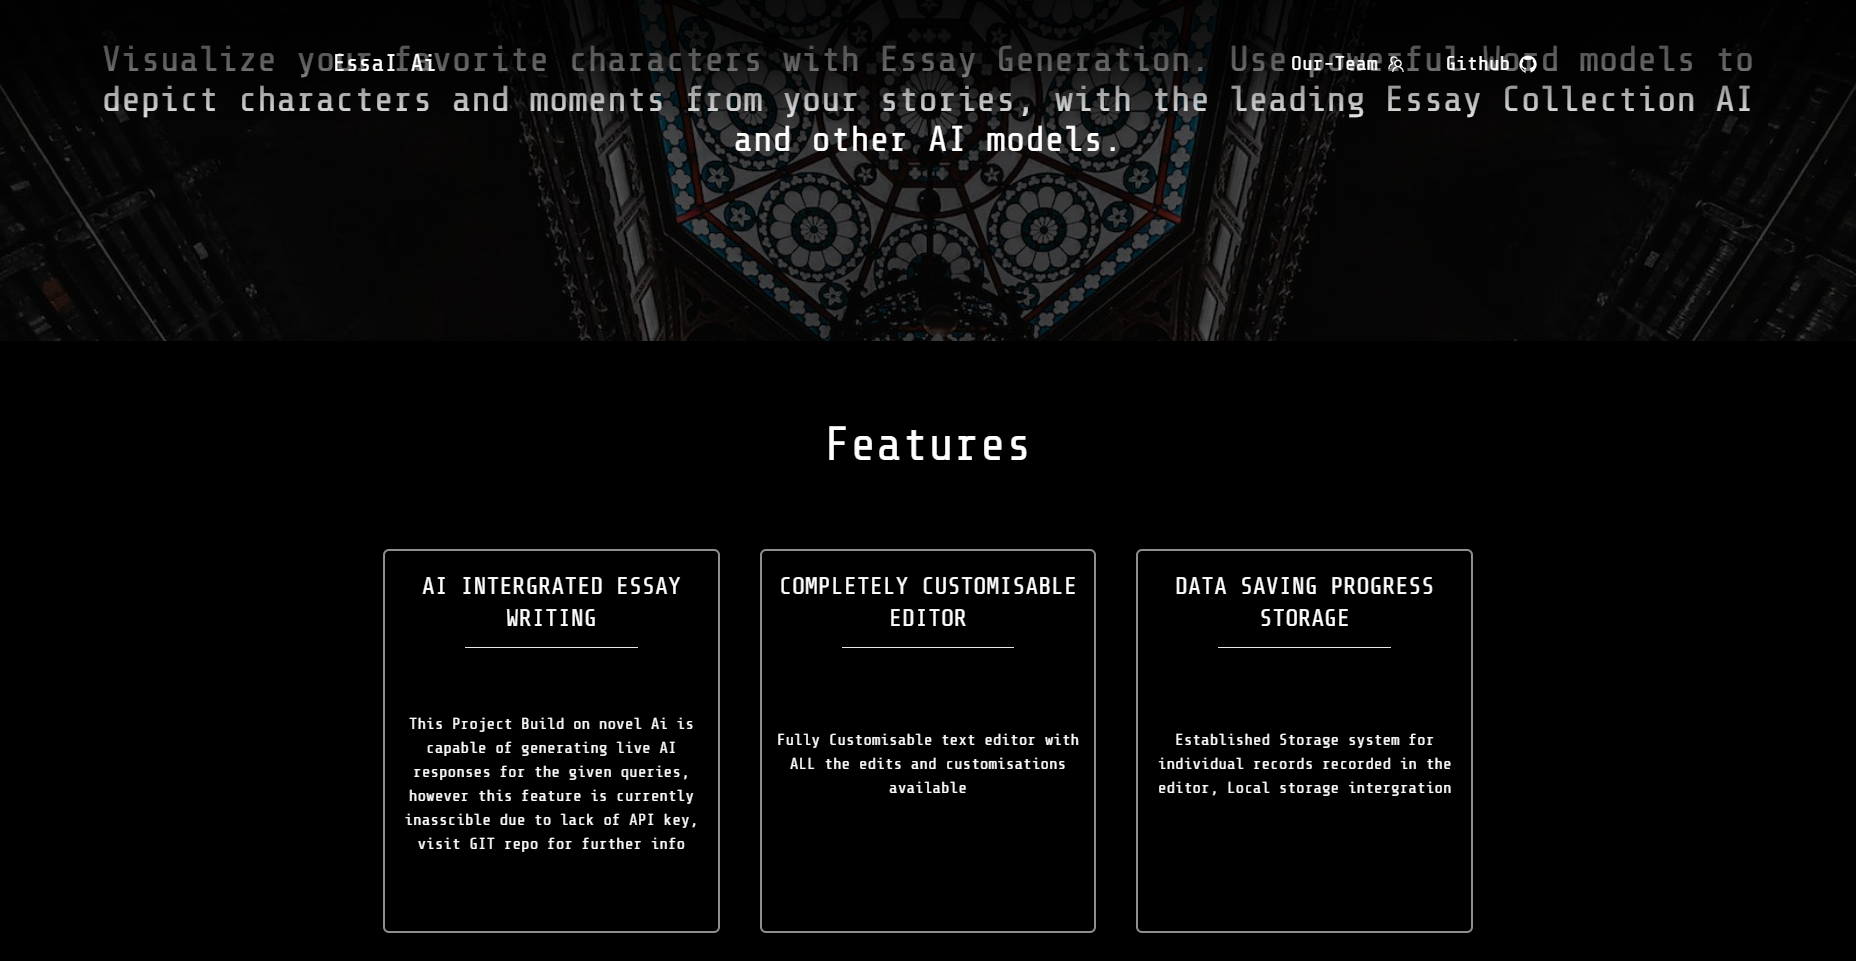 EssaI Ai
Our-Team
Github
Visualize your favorite characters with Essay Generation. Use powerful Word models to
depict characters and moments from your stories, with the leading Essay Collection AI
and other AI models.
Features
AI INTERGRATED ESSAY
WRITING
This Project Build on novel Ai is
capable of generating live AI
responses for the given queries,
however this feature is currently
inasscible due to lack of API key,
visit GIT repo for further info
COMPLETELY CUSTOMISABLE
EDITOR
Fully Customisable text editor with
ALL the edits and customisations
available
DATA SAVING PROGRESS
STORAGE
Established Storage system for
individual records recorded in the
editor, Local storage intergration